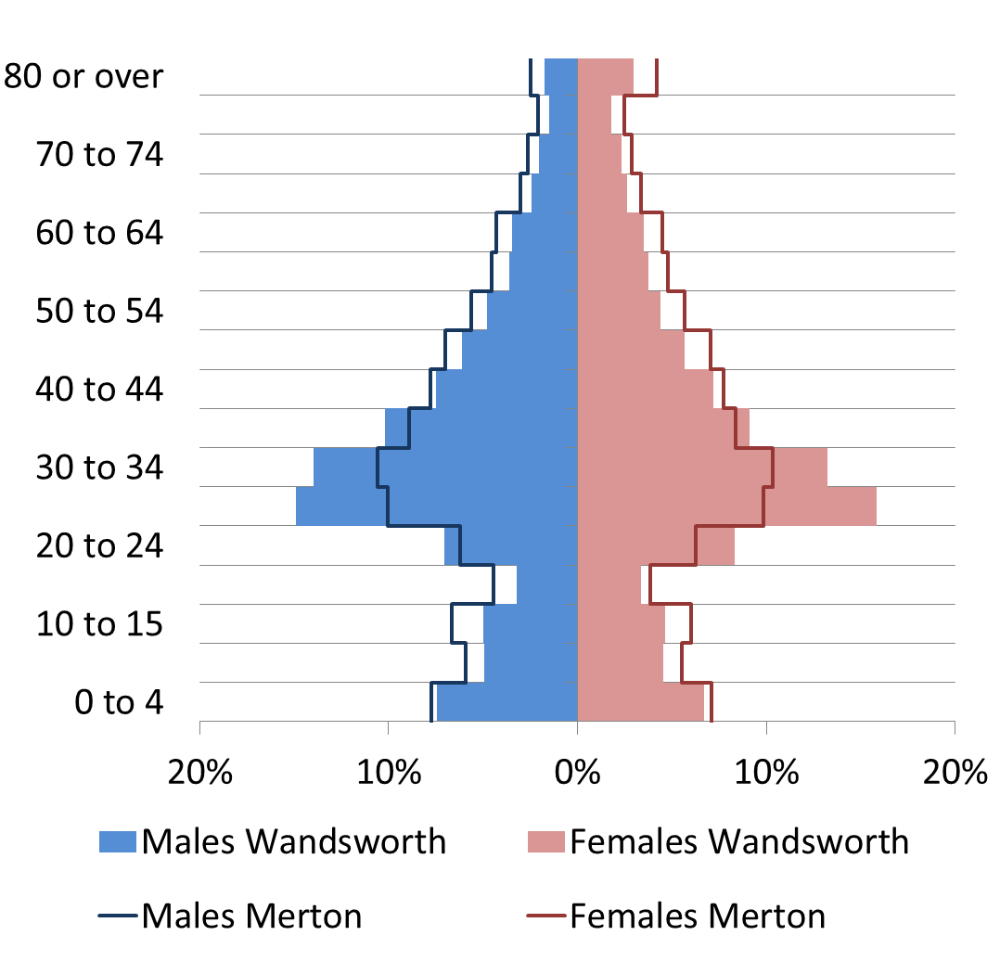 80 or over
70 to 74
60 to 64
50 to 54
40 to 44
30 to 34
20 to 24
10 to 15
0 to 4
20% 10% 0% 10% 20%
Males Wandsworth Females Wandsworth
Males Merton Females Merton